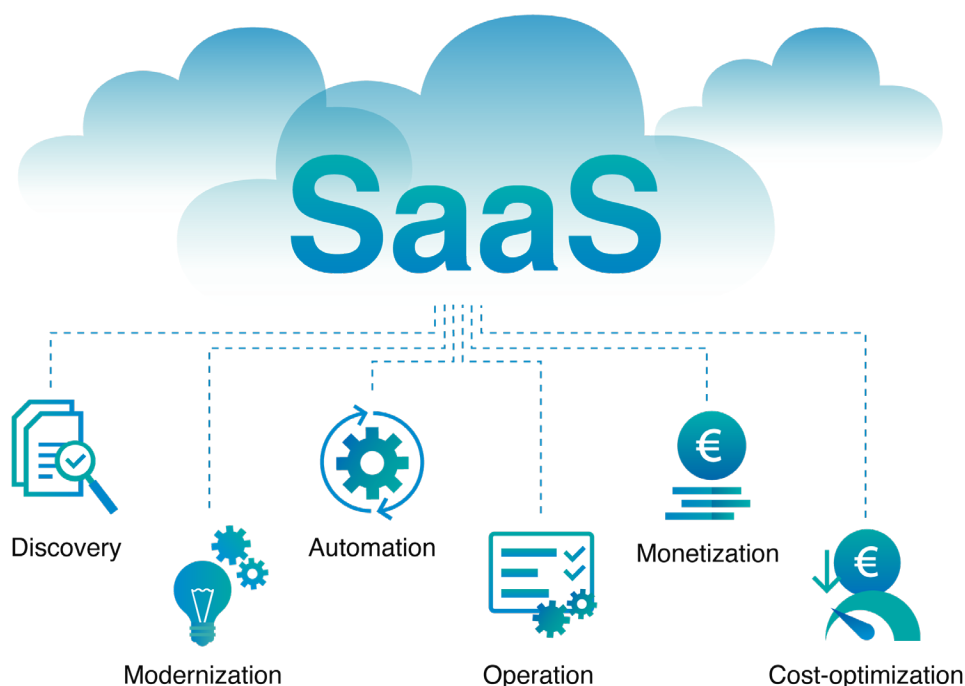 SaaS
Discovery
Modernization
Automation
Operation
€
Monetization
€
Cost-optimization